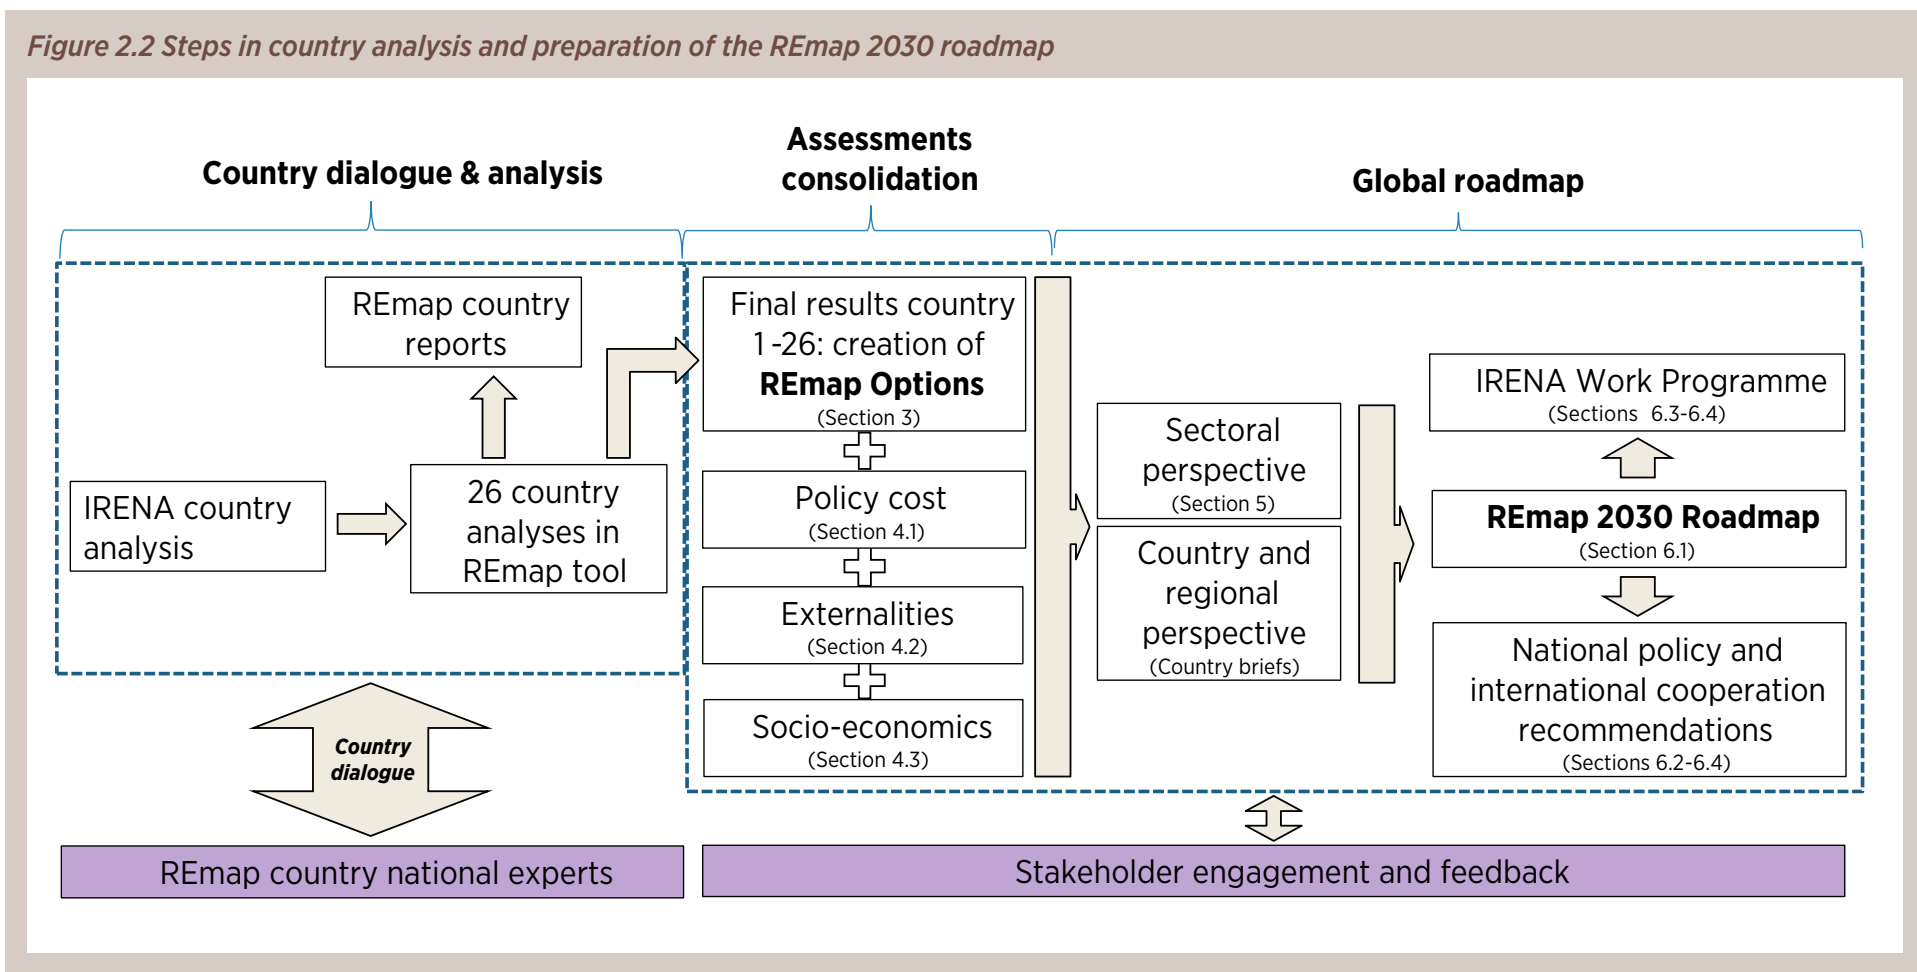 Figure 2.2 Steps in country analysis and preparation of the REmap 2030 roadmap
Country dialogue & analysis
Assessments
consolidation
Global roadmap
REmap country
reports
IRENA country
analysis
26 country
analyses in
REmap tool
Country
dialogue
REmap country national experts
Final results country
1-26: creation of
REmap Options
(Section 3)
Policy cost
(Section 4.1)
Externalities
(Section 4.2)
Socio-economics
(Section 4.3)
Sectoral
perspective
(Section 5)
Country and
regional
perspective
(Country briefs)
IRENA Work Programme
(Sections 6.3-6.4)
REmap 2030 Roadmap
(Section 6.1)
National policy and
international cooperation
recommendations
(Sections 6.2-6.4)
Stakeholder engagement and feedback